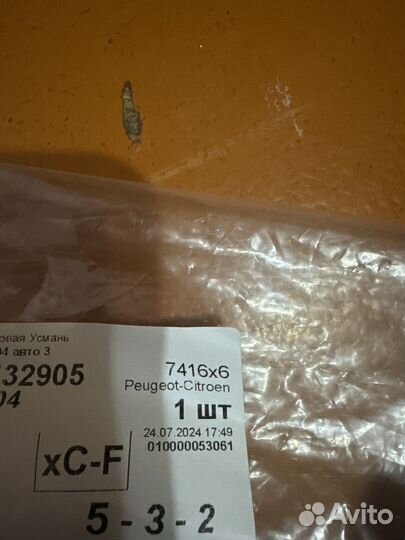 овая Усмань
04 авто 3
32905
04
7416x6
Peugeot-Citroen
1 шт
24.07.2024 17:49
010000053061
xC-F
5 - 3 - 2
Avito